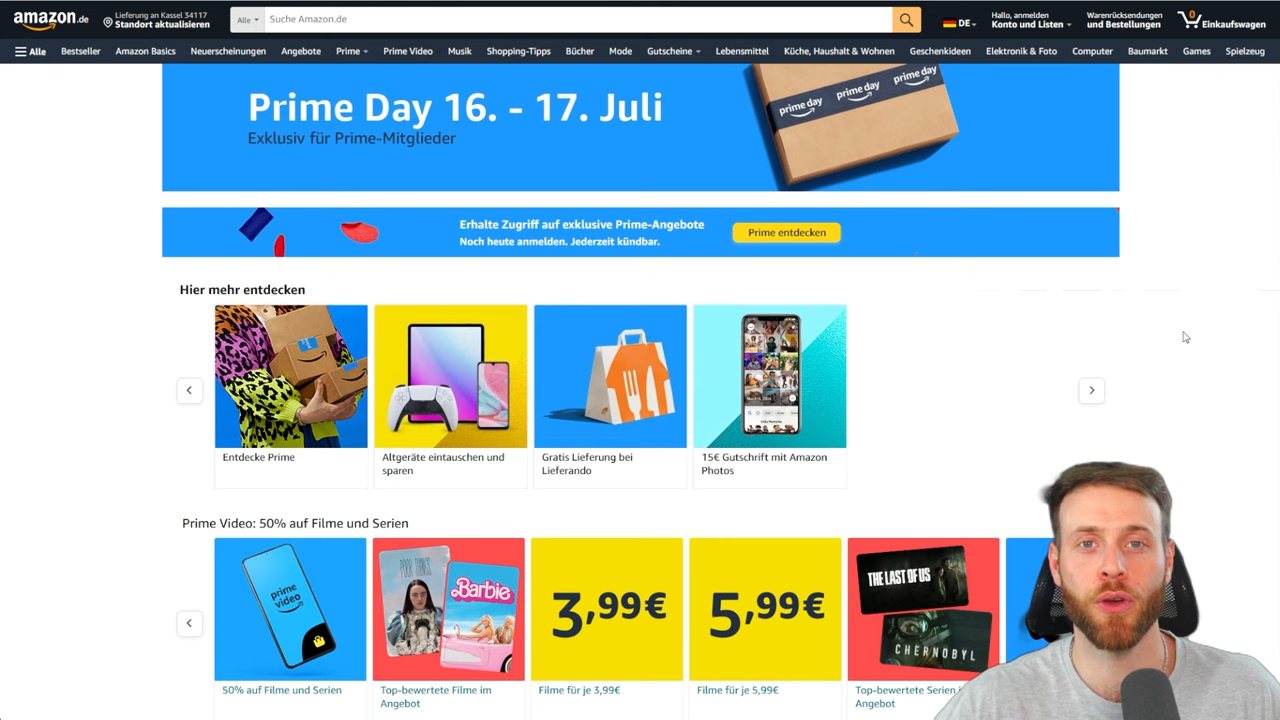 amazon.de
Lieferung an Kassel 34117
Standort aktualisieren
Alle
Suche Amazon.de
DE
Hallo, anmelden
Konto und Listen
Warenrücksendungen
und Bestellungen
0
Einkaufswagen
Alle
Bestseller
Amazon Basics
Neuerscheinungen
Angebote
Prime
Prime Video
Musik
Shopping-Tipps
Bücher
Mode
Gutscheine
Lebensmittel
Küche, Haushalt & Wohnen
Geschenkideen
Elektronik & Foto
Computer
Baumarkt
Games
Spielzeug
Prime Day 16. - 17. Juli
Exklusiv für Prime-Mitglieder
prime day
prime day
prime day
Erhalte Zugriff auf exklusive Prime-Angebote
Noch heute anmelden. Jederzeit kündbar.
Prime entdecken
Hier mehr entdecken
Entdecke Prime
Altgeräte eintauschen und
sparen
Gratis Lieferung bei
Lieferando
15€ Gutschrift mit Amazon
Photos
Prime Video: 50% auf Filme und Serien
prime
video
POOR THINGS
Barbie
3,99€
5,99€
THE LAST OF US
CHERNOBYL
50% auf Filme und Serien
Top-bewertete Filme im
Angebot
Filme für je 3,99€
Filme für je 5,99€
Top-bewertete Serien
Angebot